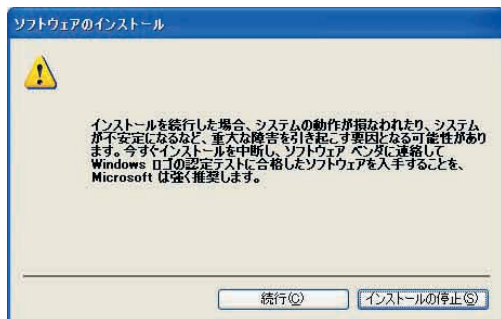 ソフトウェアのインストール
インストールを続行した場合、システムの動作が損なわれたり、システム
が不安定になるなど、重大な障害を引き起こす要因となる可能性があり
ます。今すぐインストールを中断し、ソフトウェア ベンダに連絡して
Windows ロゴの認定テストに合格したソフトウェアを入手することを、
Microsoft は強く推奨します。
続行(C) インストールの停止(S)